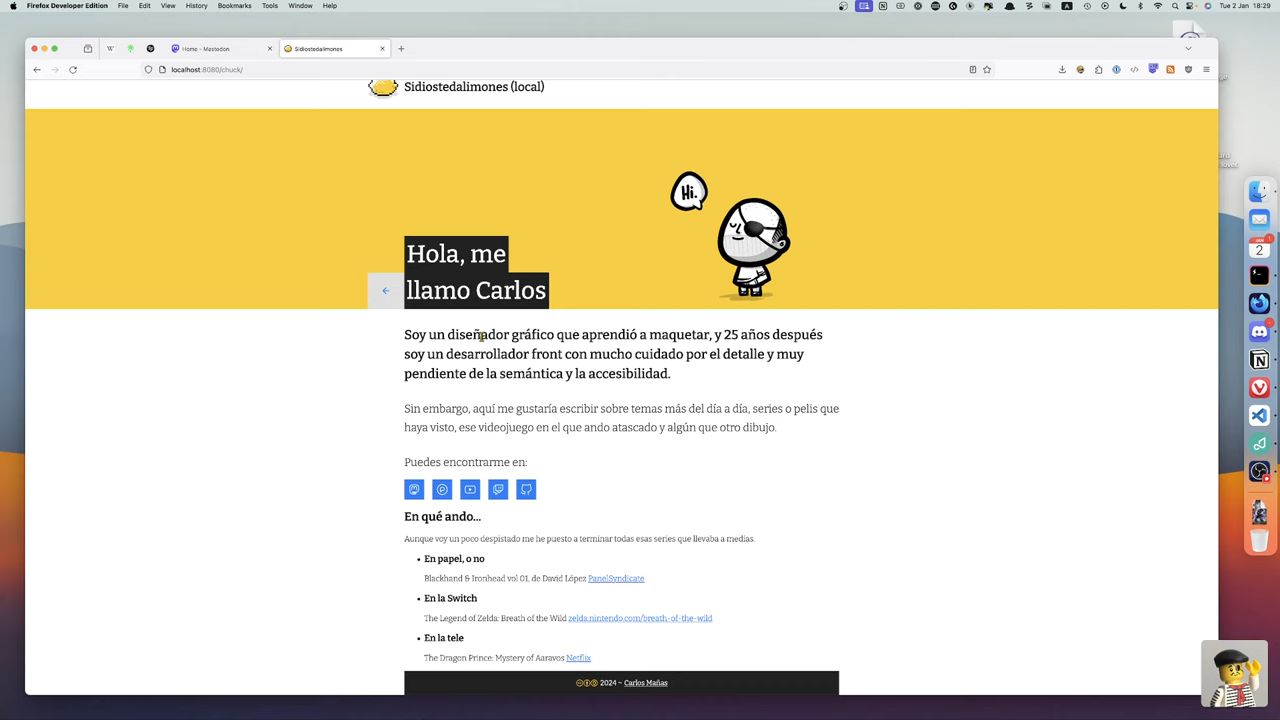 Firefox Developer Edition File Edit View History Bookmarks Tools Window Help
Tue 2 Jan 18:29
Home - Mastodon
Sidiostedalimones
localhost:8080/chuck/
Sidiostedalimones (local)
Hi.
Hola, me
llamo Carlos
Soy un diseñador gráfico que aprendió a maquetar, y 25 años después
soy un desarrollador front con mucho cuidado por el detalle y muy
pendiente de la semántica y la accesibilidad.
Sin embargo, aquí me gustaría escribir sobre temas más del día a día, series o pelis que
haya visto, ese videojuego en el que ando atascado y algún que otro dibujo.
Puedes encontrarme en:
En qué ando...
Aunque voy un poco despistado me he puesto a terminar todas esas series que llevaba a medias.
En papel, o no
Blackhand & Ironhead vol 01, de David López PanelSyndicate
En la Switch
The Legend of Zelda: Breath of the Wild zelda.nintendo.com/breath-of-the-wild
En la tele
The Dragon Prince: Mystery of Aaravos Netflix
2024 ~ Carlos Mañas